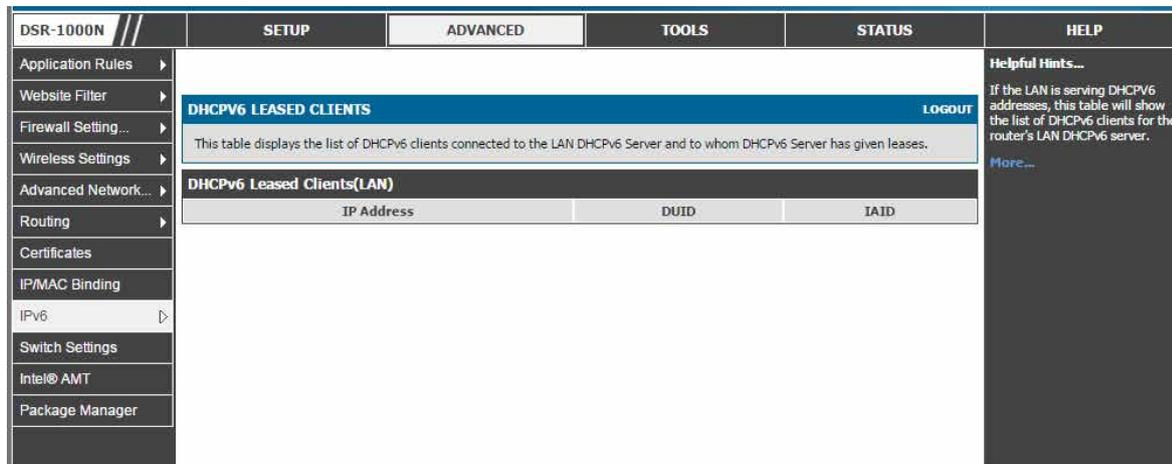 DSR-1000N
SETUP
ADVANCED
TOOLS
STATUS
HELP
Application Rules
Website Filter
Firewall Setting...
Wireless Settings
Advanced Network...
Routing
Certificates
IP/MAC Binding
IPv6
Switch Settings
Intel® AMT
Package Manager
DHCPV6 LEASED CLIENTS
LOGOUT
This table displays the list of DHCPv6 clients connected to the LAN DHCPv6 Server and to whom DHCPv6 Server has given leases.
DHCPv6 Leased Clients(LAN)
IP Address
DUID
IAID
Helpful Hints...
If the LAN is serving DHCPV6
addresses, this table will show
the list of DHCPv6 clients for the
router's LAN DHCPv6 server.
More...